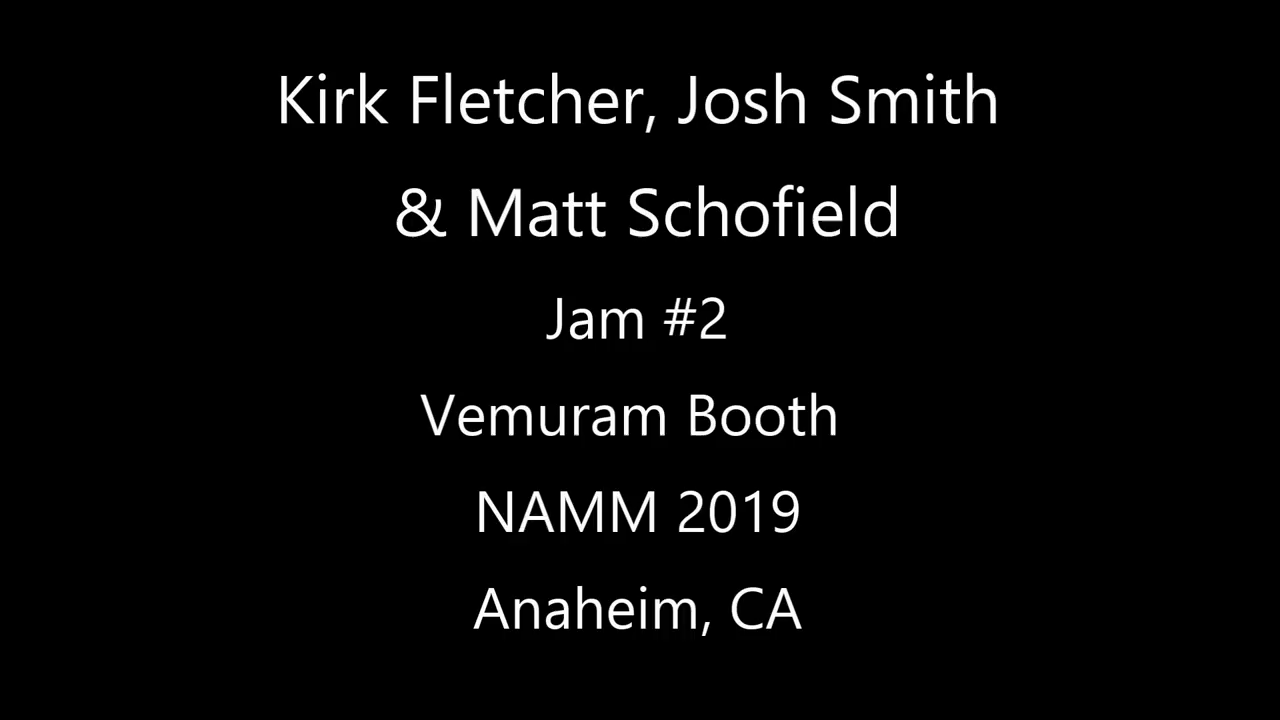 Kirk Fletcher, Josh Smith
& Matt Schofield
Jam #2
Vemuram Booth
NAMM 2019
Anaheim, CA